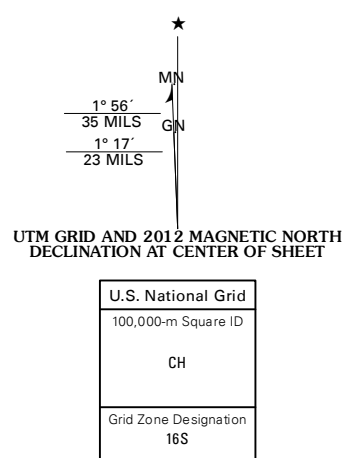 ★
MN
1° 56´
35 MILS
GN
1° 17´
23 MILS
UTM GRID AND 2012 MAGNETIC NORTH
DECLINATION AT CENTER OF SHEET
U.S. National Grid
100,000-m Square ID
CH
Grid Zone Designation
16S